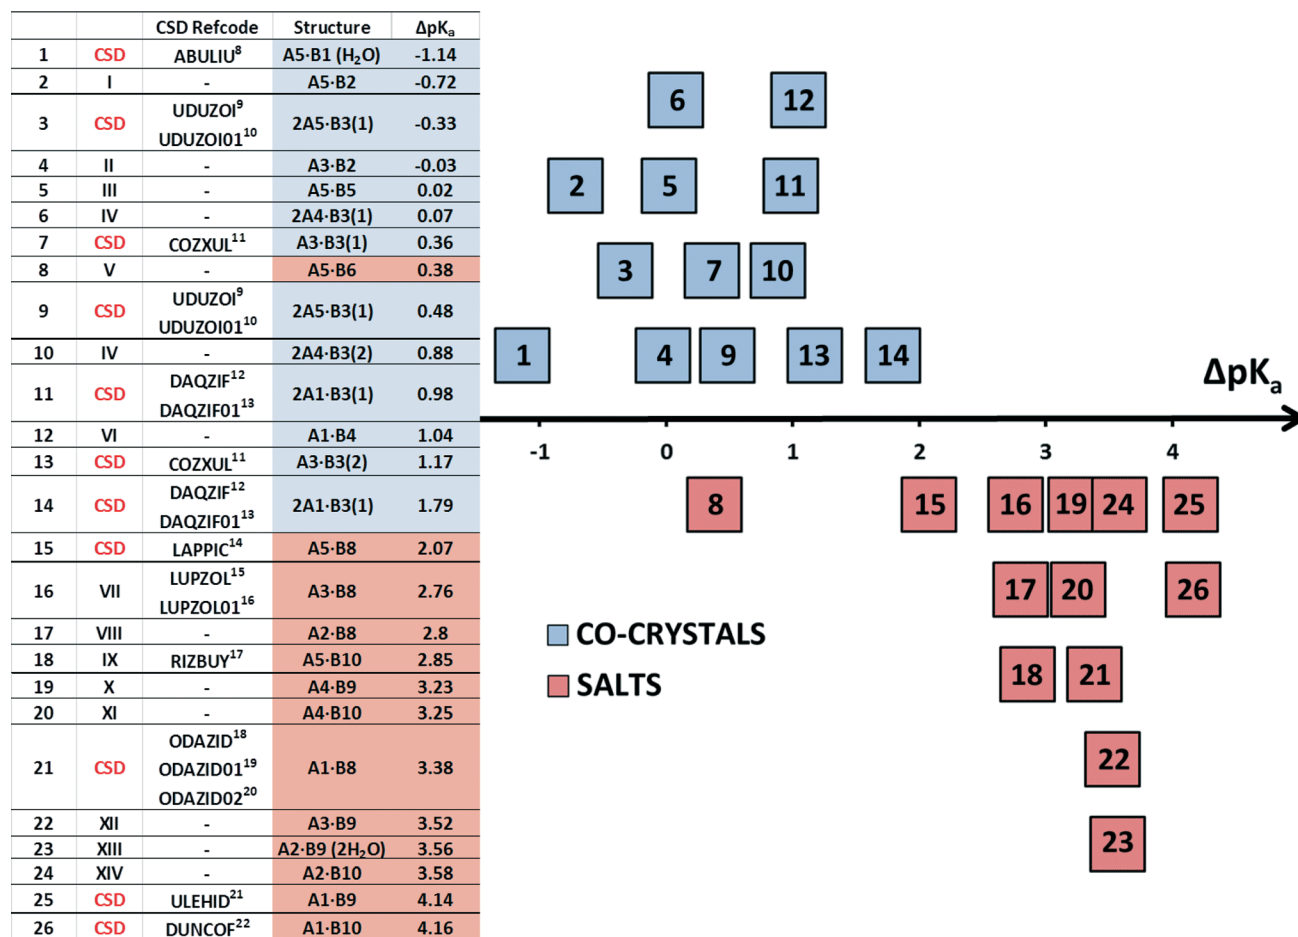 CSD Refcode Structure ΔpKₐ
1 CSD ABULIU⁸ A5·B1 (H₂O) -1.14
2 I - A5·B2 -0.72
3 CSD UDUZOI⁹ 2A5·B3(1) -0.33
UDUZOI01¹⁰
4 II - A3·B2 -0.03
5 III - A5·B5 0.02
6 IV - 2A4·B3(1) 0.07
7 CSD COZXUL¹¹ A3·B3(1) 0.36
8 V - A5·B6 0.38
9 CSD UDUZOI⁹ 2A5·B3(1) 0.48
UDUZOI01¹⁰
10 IV - 2A4·B3(2) 0.88
11 CSD DAQZIF¹² 2A1·B3(1) 0.98
DAQZIF01¹³
12 VI - A1·B4 1.04
13 CSD COZXUL¹¹ A3·B3(2) 1.17
14 CSD DAQZIF¹² 2A1·B3(1) 1.79
DAQZIF01¹³
15 CSD LAPPIC¹⁴ A5·B8 2.07
16 VII LUPZOL¹⁵ A3·B8 2.76
LUPZOL01¹⁶
17 VIII - A2·B8 2.8
18 IX RIZBUY¹⁷ A5·B10 2.85
19 X - A4·B9 3.23
20 XI - A4·B10 3.25
21 CSD ODAZID¹⁸ A1·B8 3.38
ODAZID01¹⁹
ODAZID02²⁰
22 XII - A3·B9 3.52
23 XIII - A2·B9 (2H₂O) 3.56
24 XIV - A2·B10 3.58
25 CSD ULEHID²¹ A1·B9 4.14
26 CSD DUNCOF²² A1·B10 4.16
6 12
2 5 11
3 7 10
1 4 9 13 14
ΔpKₐ
-1 0 1 2 3 4
8 15 16 19 24 25
17 20 26
18 21
22
23
CO-CRYSTALS
SALTS